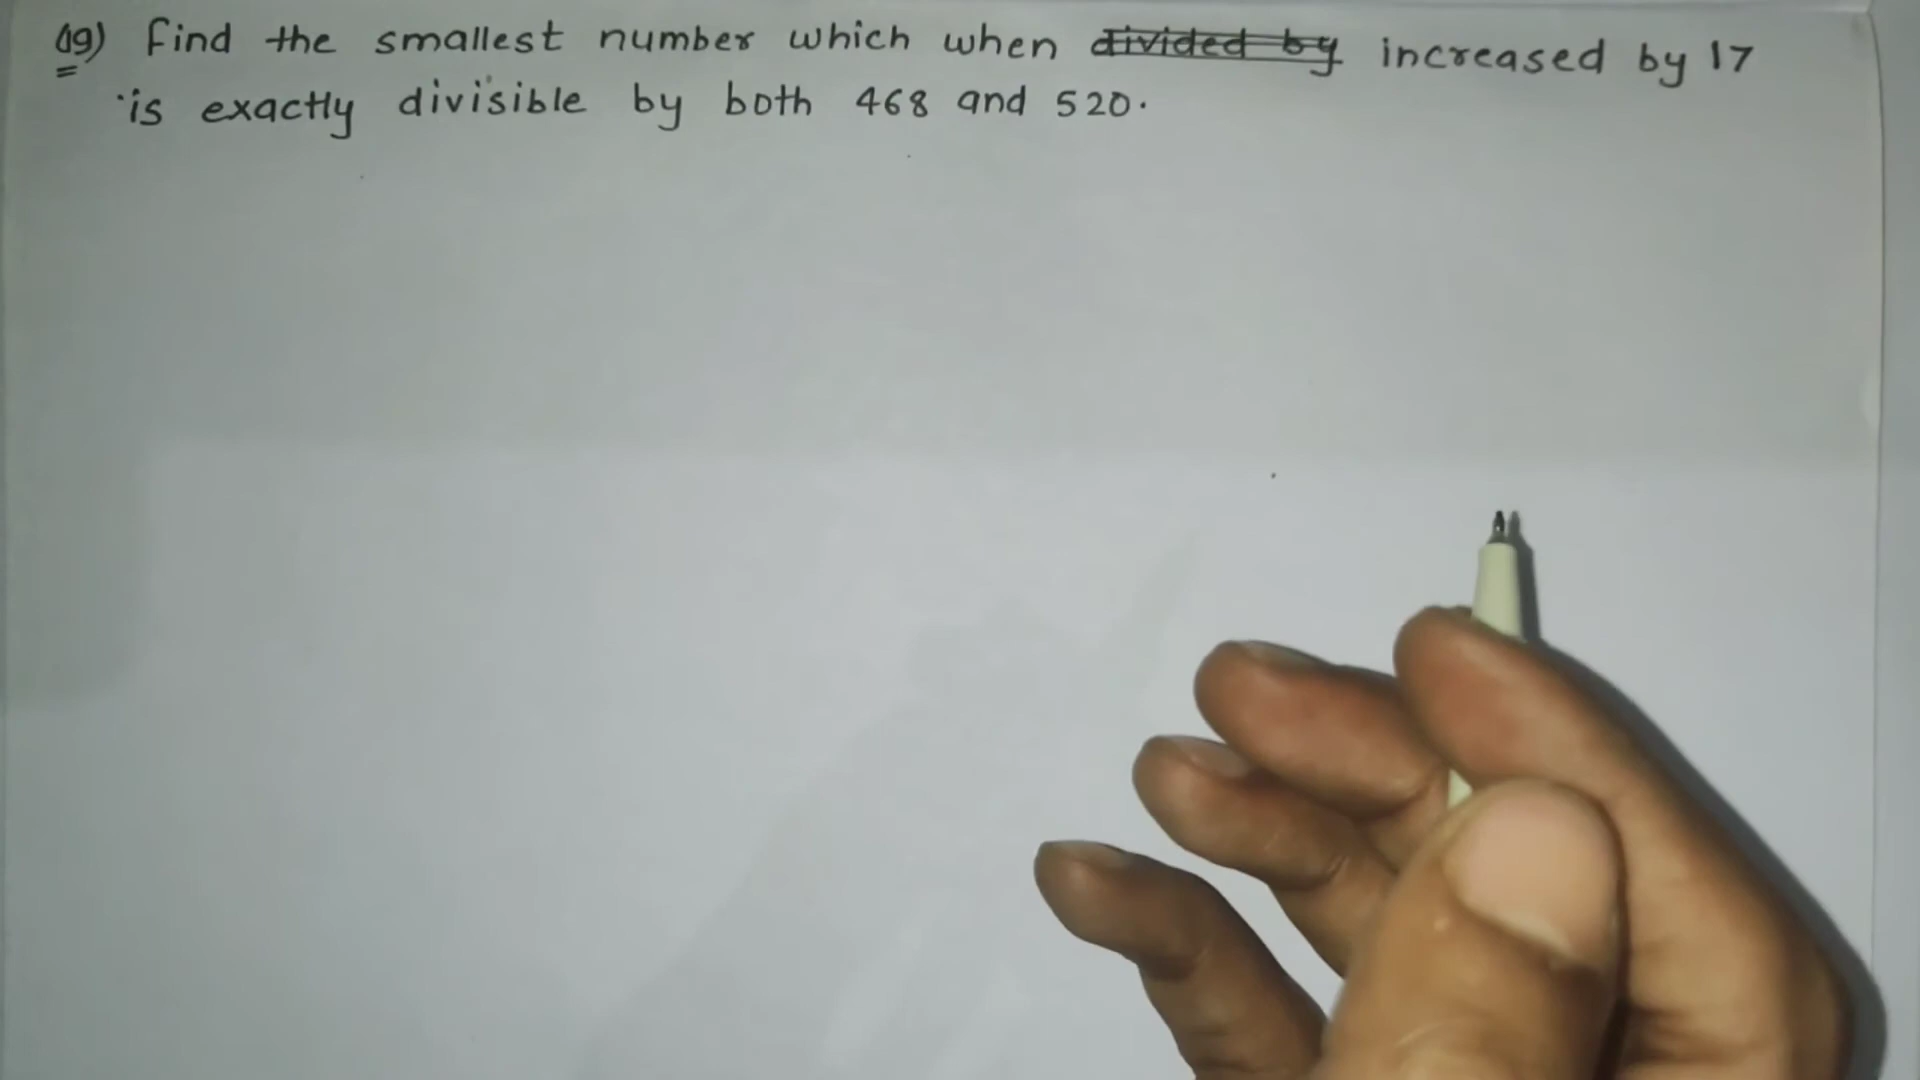 19) Find the smallest number which when divided by increased by 17
is exactly divisible by both 468 and 520.